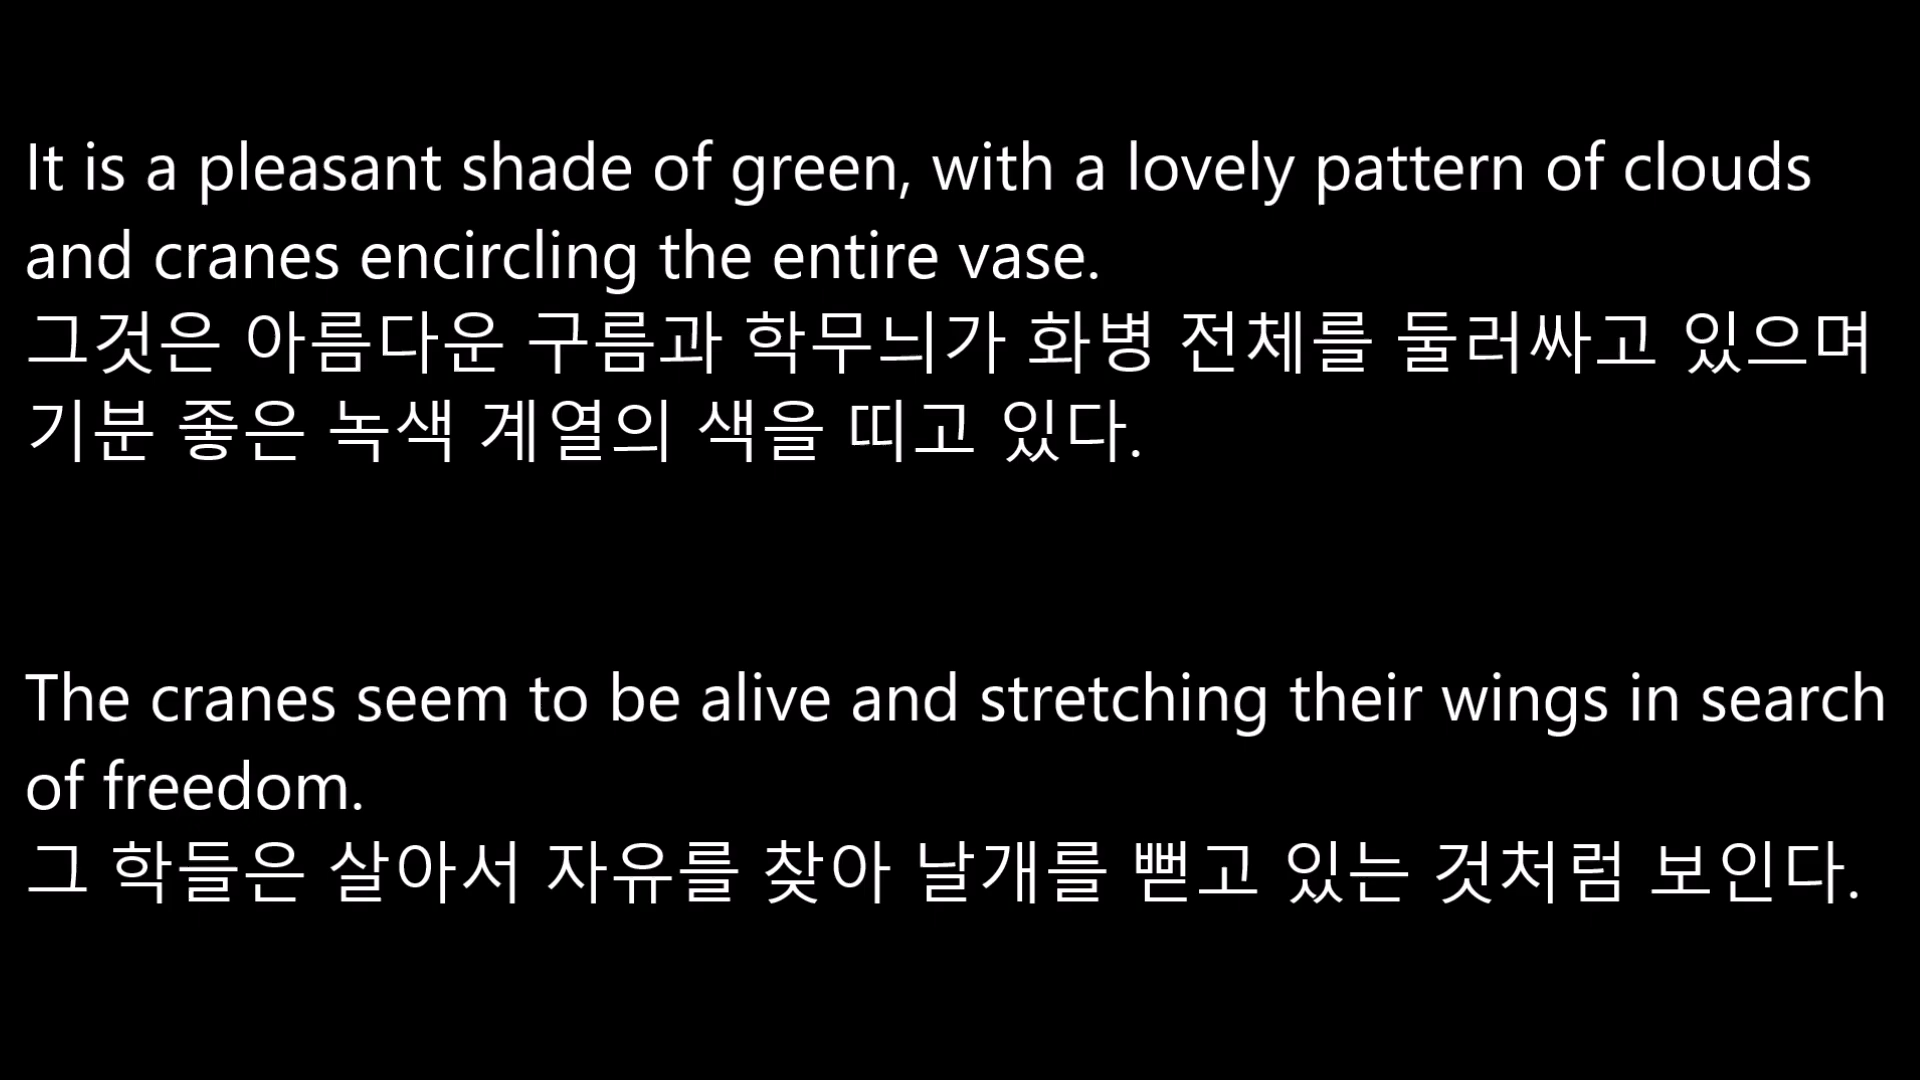 It is a pleasant shade of green, with a lovely pattern of clouds
and cranes encircling the entire vase.
그것은 아름다운 구름과 학무늬가 화병 전체를 둘러싸고 있으며
기분 좋은 녹색 계열의 색을 띠고 있다.
The cranes seem to be alive and stretching their wings in search
of freedom.
그 학들은 살아서 자유를 찾아 날개를 뻗고 있는 것처럼 보인다.